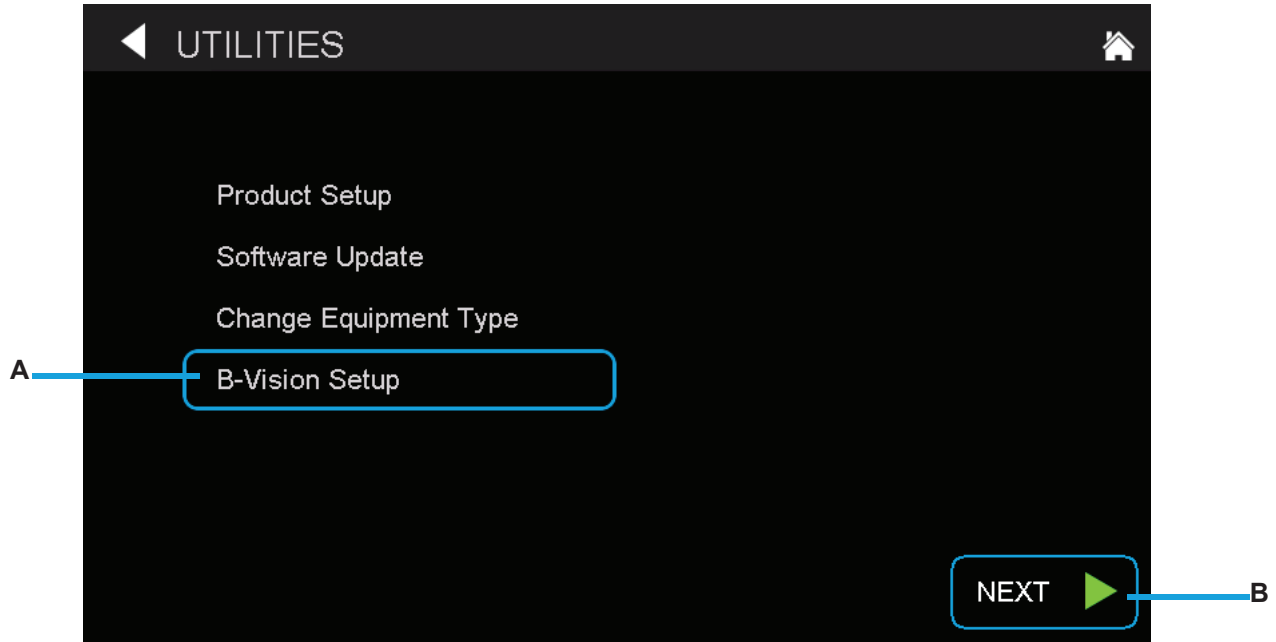 UTILITIES
Product Setup
Software Update
Change Equipment Type
A
B-Vision Setup
NEXT
B